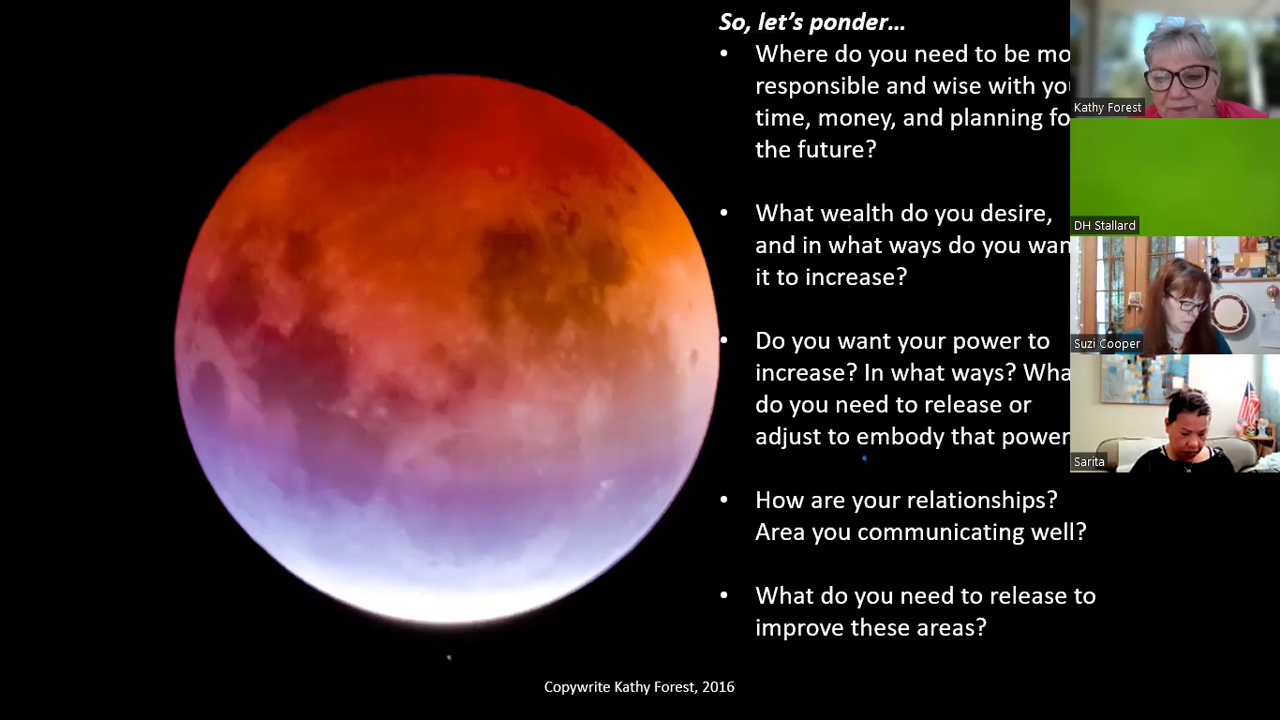 So, let's ponder...
• Where do you need to be mo
responsible and wise with yo
time, money, and planning fo
the future?
• What wealth do you desire,
and in what ways do you wan
it to increase?
• Do you want your power to
increase? In what ways? Wha
do you need to release or
adjust to embody that power
• How are your relationships?
Area you communicating well?
• What do you need to release to
improve these areas?
Copywrite Kathy Forest, 2016
Kathy Forest
DH Stallard
Suzi Cooper
Sarita